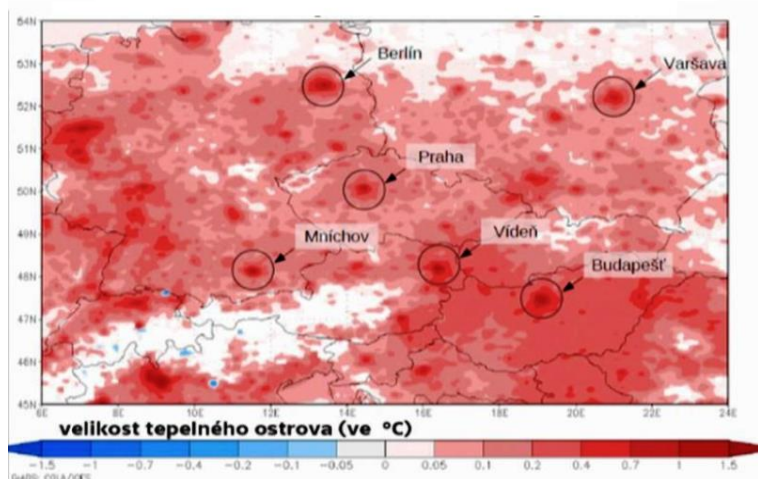 54N
Berlín
Varšava
53N
52N
51N
Praha
50N
Mníchov
Vídeň
49N
Budapešť
48N
47N
46N
45N
6E 8E 10E 12E 14E 16E 18E 20E 22E 24E
velikost tepelného ostrova (ve °C)
-1.5 -1 -0.7 -0.4 -0.2 -0.1 -0.05 0 0.05 0.1 0.2 0.4 0.7 1 1.5
GrADS: COLA/IGES